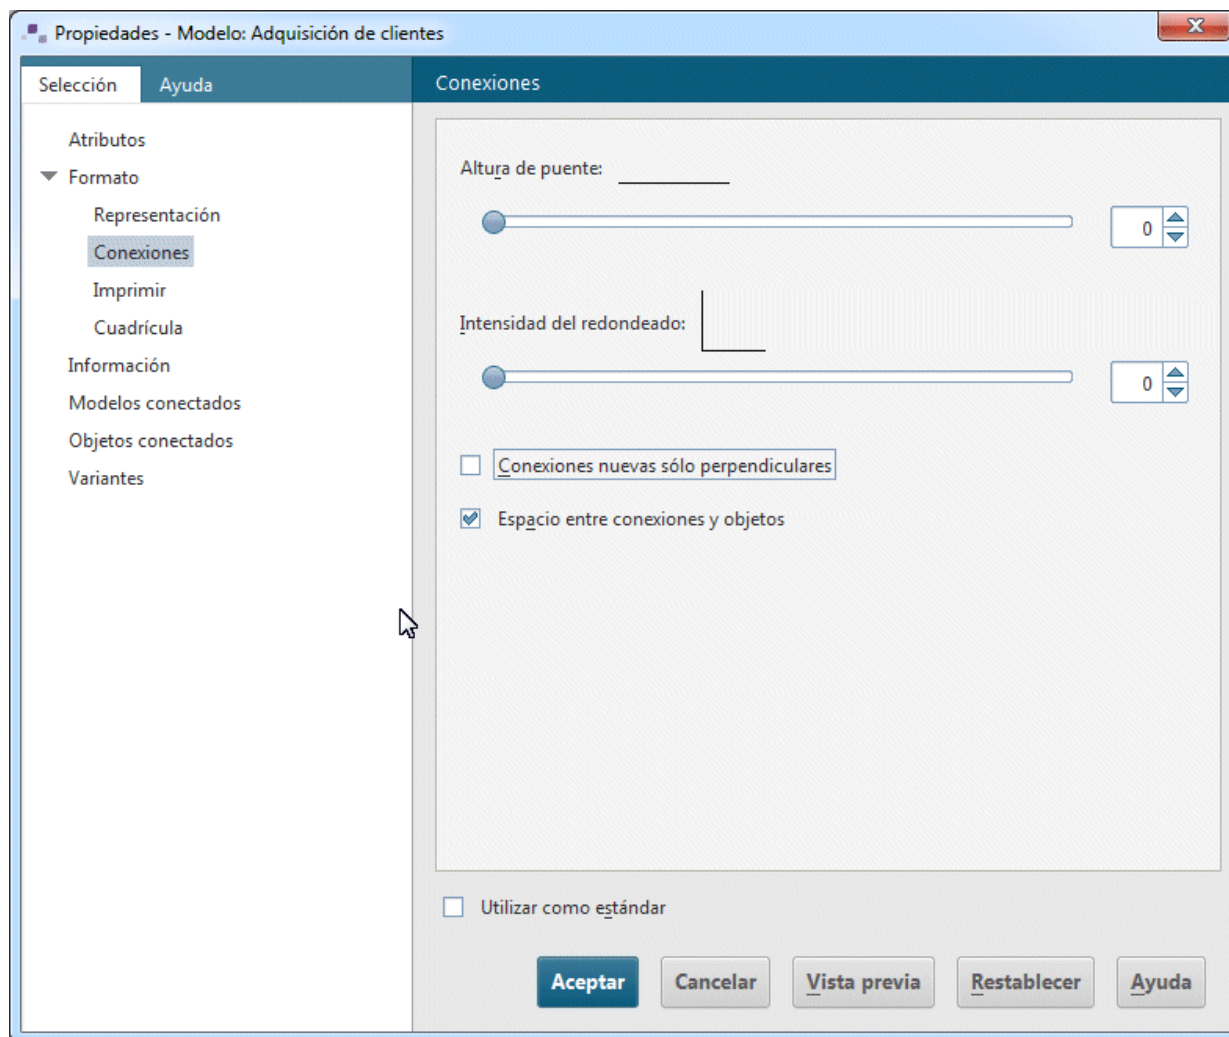 Propiedades - Modelo: Adquisición de clientes
Selección
Ayuda
Conexiones
Atributos
Formato
Representación
Conexiones
Imprimir
Cuadrícula
Información
Modelos conectados
Objetos conectados
Variantes
Altura de puente:
0
Intensidad del redondeado:
0
Conexiones nuevas sólo perpendiculares
Espacio entre conexiones y objetos
Utilizar como estándar
Aceptar
Cancelar
Vista previa
Restablecer
Ayuda